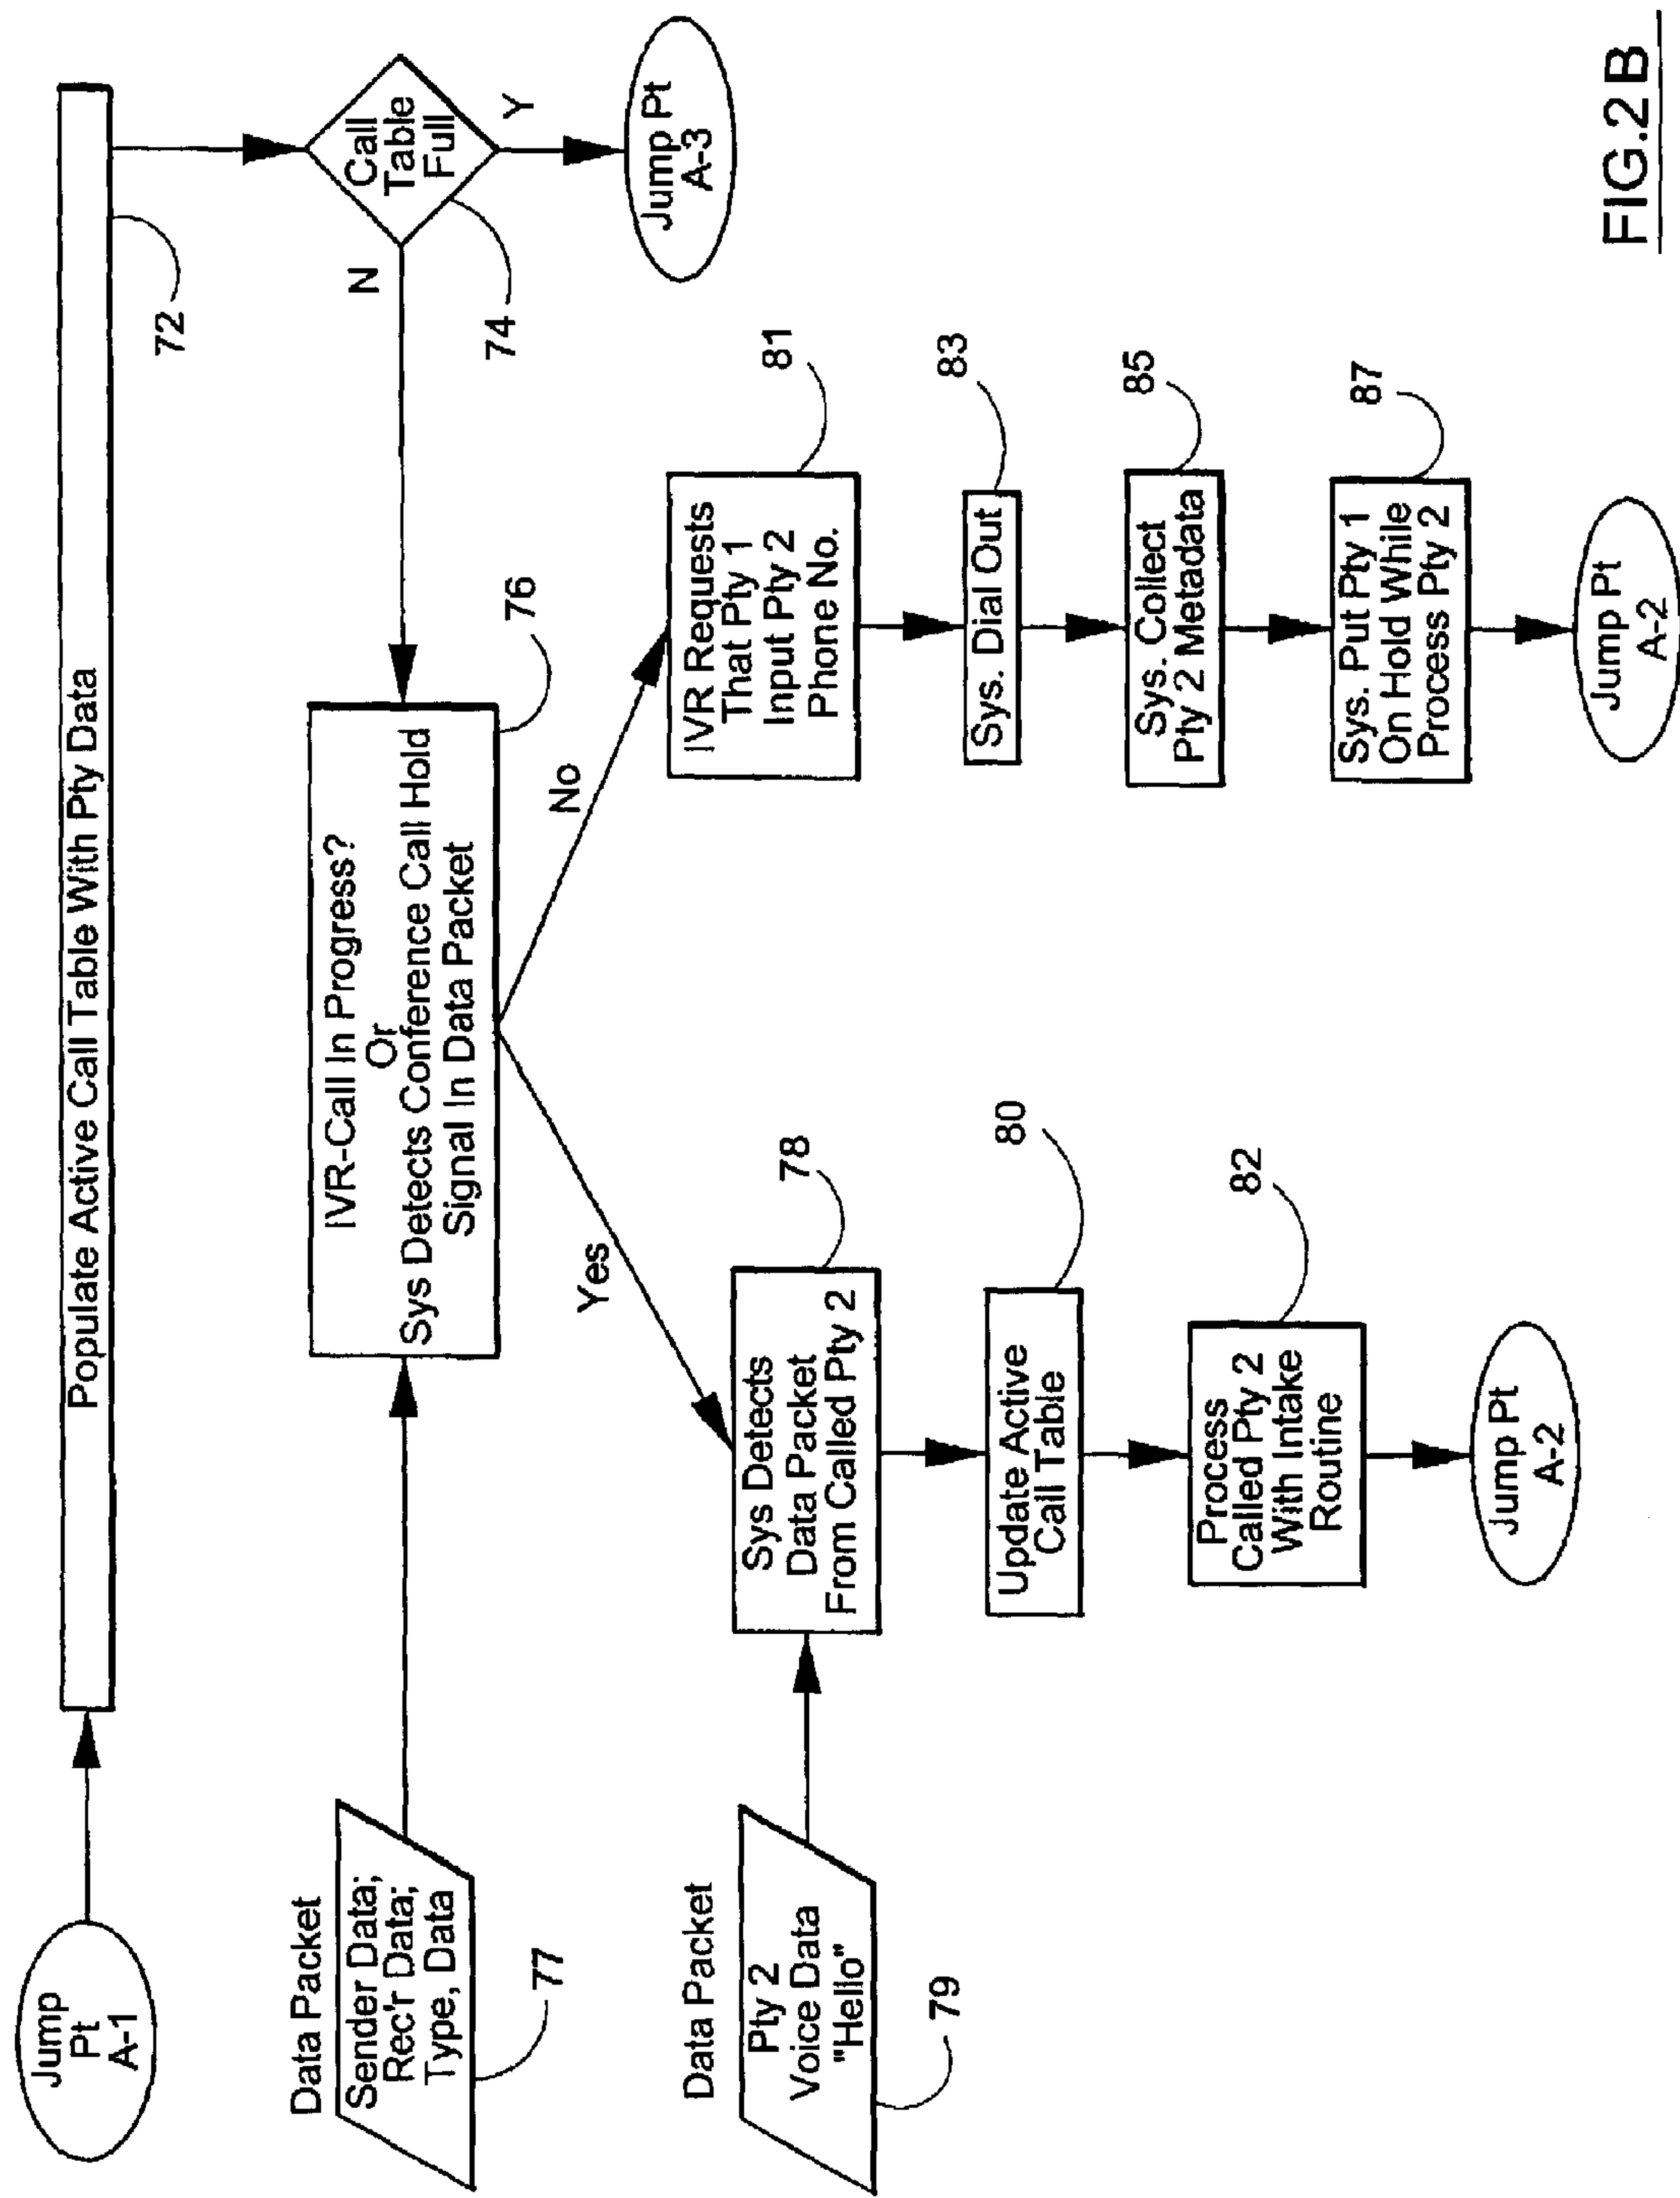 Jump
Pt
A-1
Populate Active Call Table With Pty Data
72
Call
Table
Full
74
N
Y
Jump Pt
A-3
Data Packet
Sender Data;
Rec'r Data;
Type, Data
77
IVR-Call In Progress?
Or
Sys Detects Conference Call Hold
Signal In Data Packet
76
Yes
No
Data Packet
Pty 2
Voice Data
"Hello"
79
Sys Detects
Data Packet
From Called Pty 2
78
Update Active
Call Table
80
Process
Called Pty 2
With Intake
Routine
82
Jump Pt
A-2
IVR Requests
That Pty 1
Input Pty 2
Phone No.
81
Sys. Dial Out
83
Sys. Collect
Pty 2 Metadata
85
Sys. Put Pty 1
On Hold While
Process Pty 2
87
Jump Pt
A-2
FIG.2B